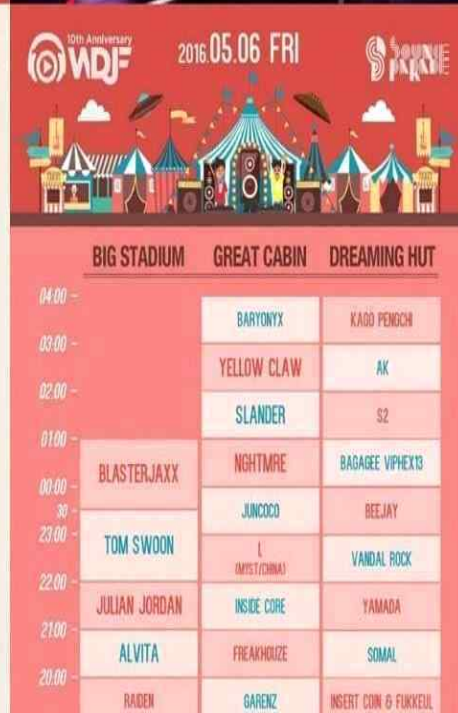 10th Anniversary
WDJF
2016.05.06 FRI
BIG STADIUM GREAT CABIN DREAMING HUT
04:00
BARYONYX KAGO PENGCHI
03:00
YELLOW CLAW AK
02:00
SLANDER S2
01:00
BLASTERJAXX NGHTMRE BAGAGEE VIPHEX13
00:00
30
JUNCOCO BEEJAY
23:00
TOM SWOON L VANDAL ROCK
(MYST/CHINA)
22:00
JULIAN JORDAN INSIDE CORE YAMADA
21:00
ALVITA FREAKHOUZE SOMAL
20:00
RAIDEN GARENZ INSERT COIN & FUKKEUL